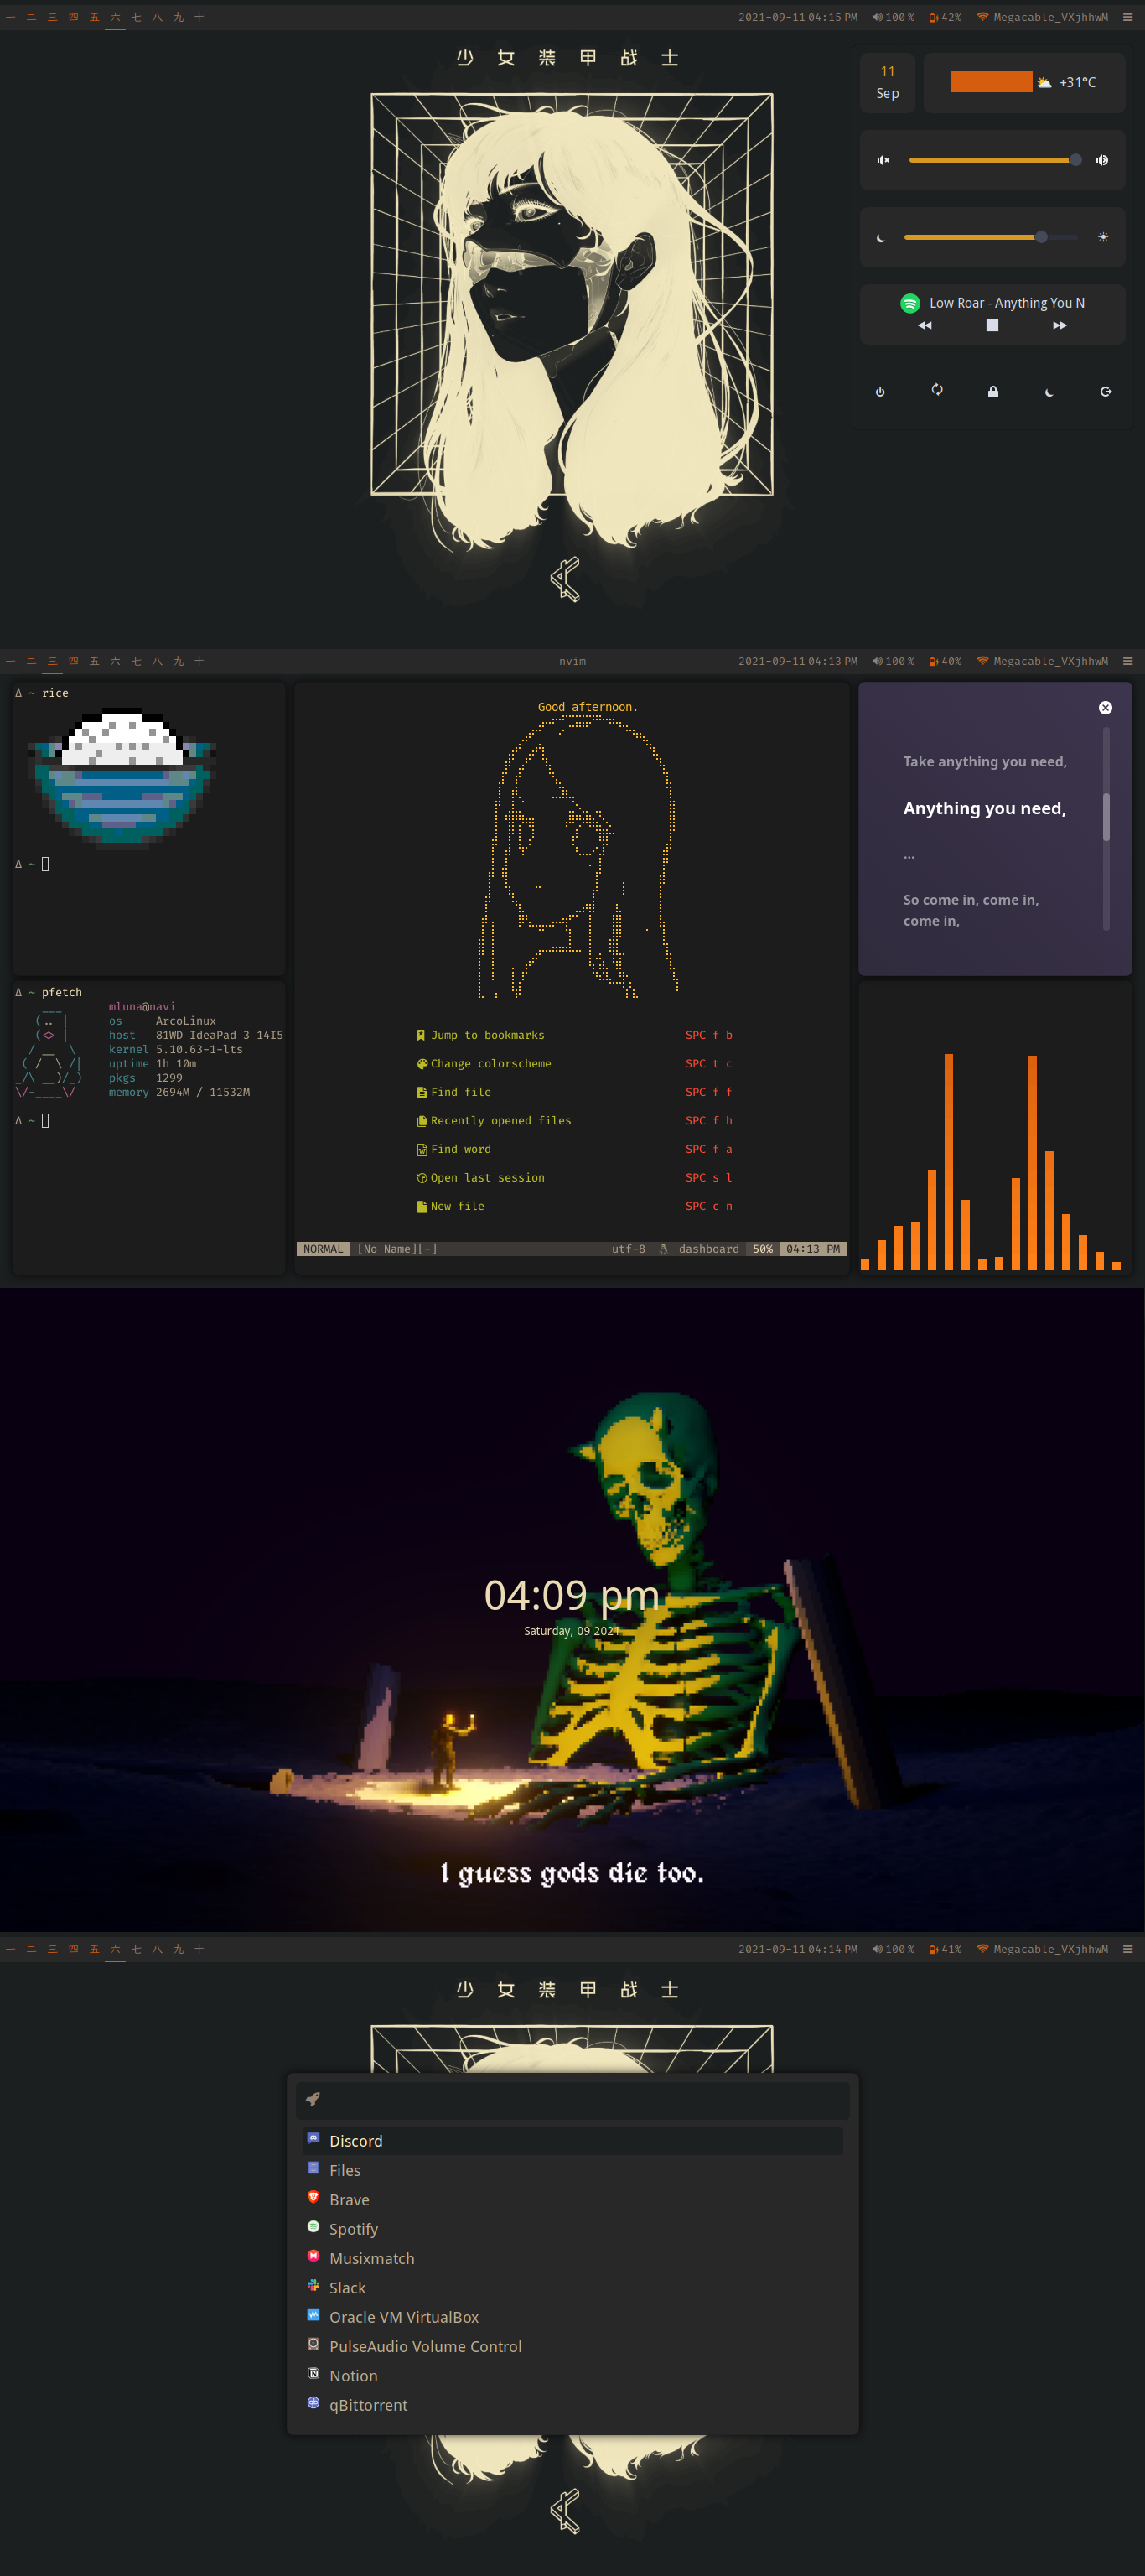 一 二 三 四 五 六 七 八 九 十
2021-09-11 04:15 PM 100% 42% Megacable_VXjhhwM
少女装甲战士
11
Sep
+31°C
Low Roar - Anything You N
一 二 三 四 五 六 七 八 九 十
nvim
2021-09-11 04:13 PM 100% 40% Megacable_VXjhhwM
Δ ~ rice
Δ ~
Δ ~ pfetch
mluna@navi
os ArcoLinux
host 81WD IdeaPad 3 14I5
kernel 5.10.63-1-lts
uptime 1h 10m
pkgs 1299
memory 2694M / 11532M
Δ ~
Good afternoon.
Jump to bookmarks SPC f b
Change colorscheme SPC t c
Find file SPC f f
Recently opened files SPC f h
Find word SPC f a
Open last session SPC s l
New file SPC c n
NORMAL [No Name][-] utf-8 dashboard 50% 04:13 PM
Take anything you need,
Anything you need,
...
So come in, come in,
come in,
04:09 pm
Saturday, 09 2021
I guess gods die too.
一 二 三 四 五 六 七 八 九 十
2021-09-11 04:14 PM 100% 41% Megacable_VXjhhwM
少女装甲战士
Discord
Files
Brave
Spotify
Musixmatch
Slack
Oracle VM VirtualBox
PulseAudio Volume Control
Notion
qBittorrent